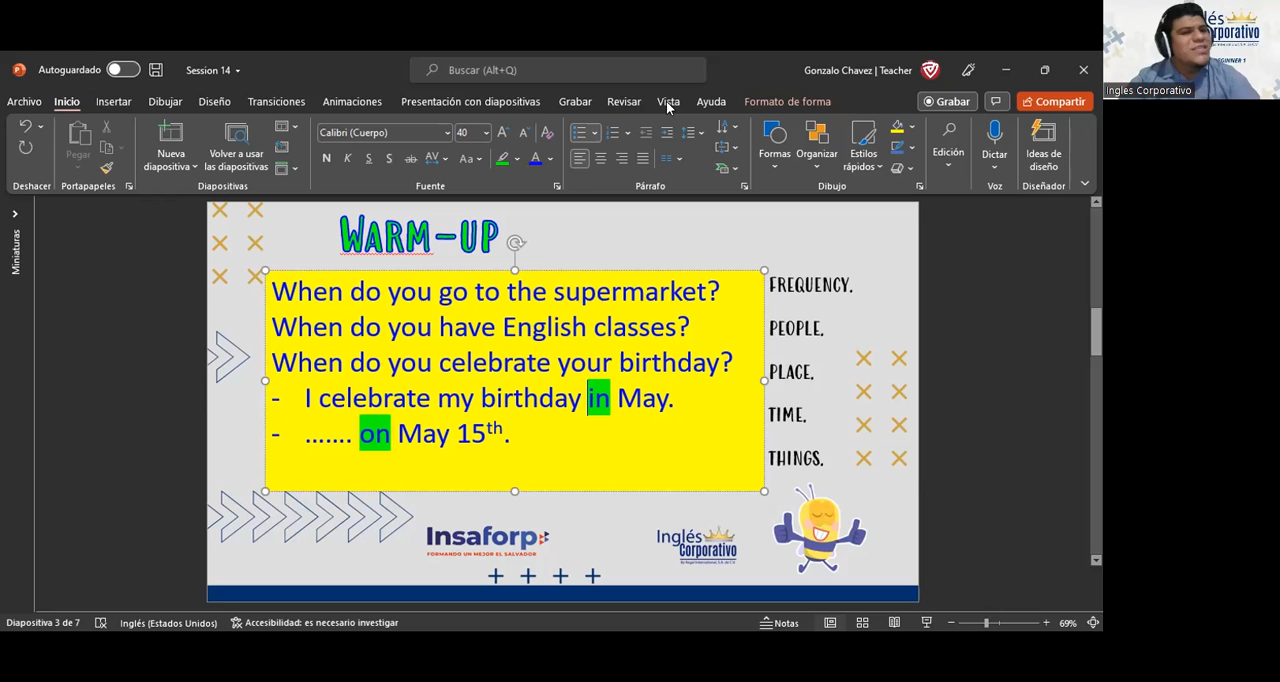 Autoguardado
Session 14
Buscar (Alt+Q)
Gonzalo Chavez | Teacher
Archivo Inicio Insertar Dibujar Diseño Transiciones Animaciones Presentación con diapositivas Grabar Revisar Vista Ayuda Formato de forma
Grabar
Compartir
Pegar
Nueva diapositiva
Volver a usar las diapositivas
Calibri (Cuerpo) 40
N K S S ab AV Aa A
Formas
Organizar
Estilos rápidos
Edición
Dictar
Ideas de diseño
Deshacer Portapapeles Diapositivas Fuente Párrafo Dibujo Voz Diseñador
Miniaturas
WARM-UP
When do you go to the supermarket?
When do you have English classes?
When do you celebrate your birthday?
- I celebrate my birthday in May.
- ……. on May 15th.
FREQUENCY.
PEOPLE.
PLACE.
TIME.
THINGS.
Insaforp
FORMANDO UN MEJOR EL SALVADOR
Inglés
Corporativo
Diapositiva 3 de 7 Inglés (Estados Unidos) Accesibilidad: es necesario investigar Notas 69%
Ingles Corporativo